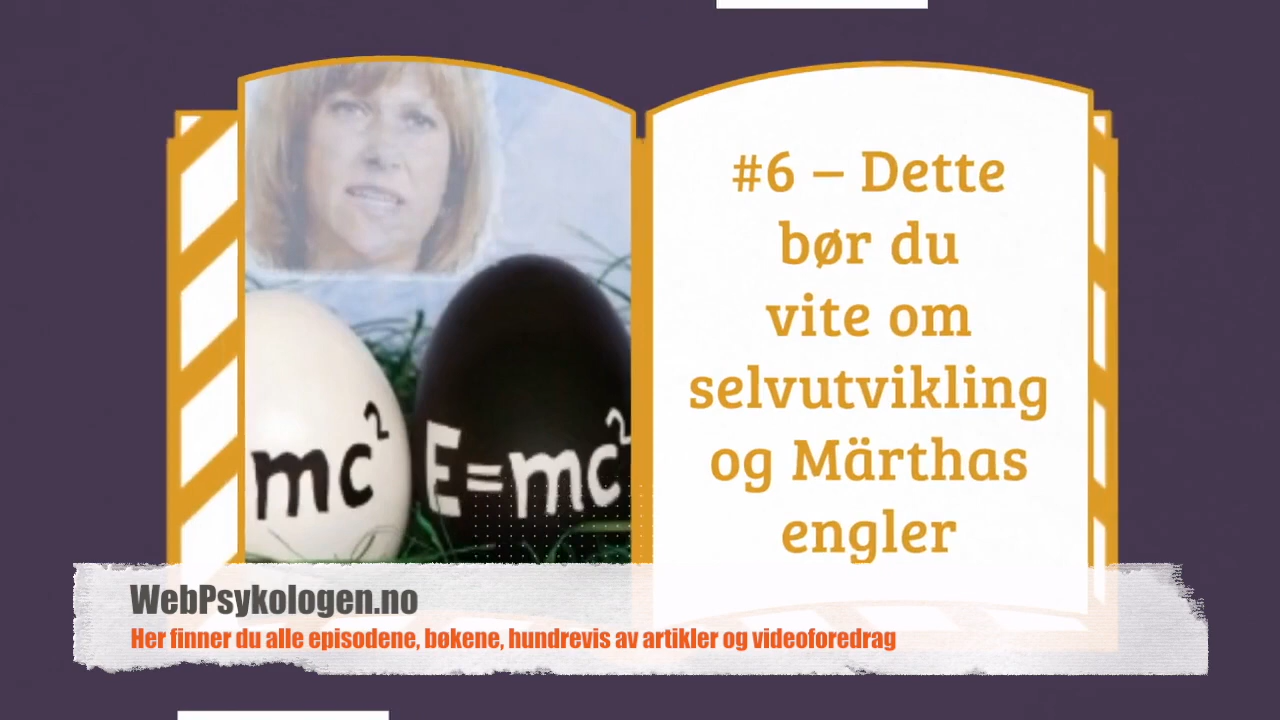 mc²
E=mc²
#6 – Dette
bør du
vite om
selvutvikling
og Märthas
engler
WebPsykologen.no
Her finner du alle episodene, bøkene, hundrevis av artikler og videoforedrag